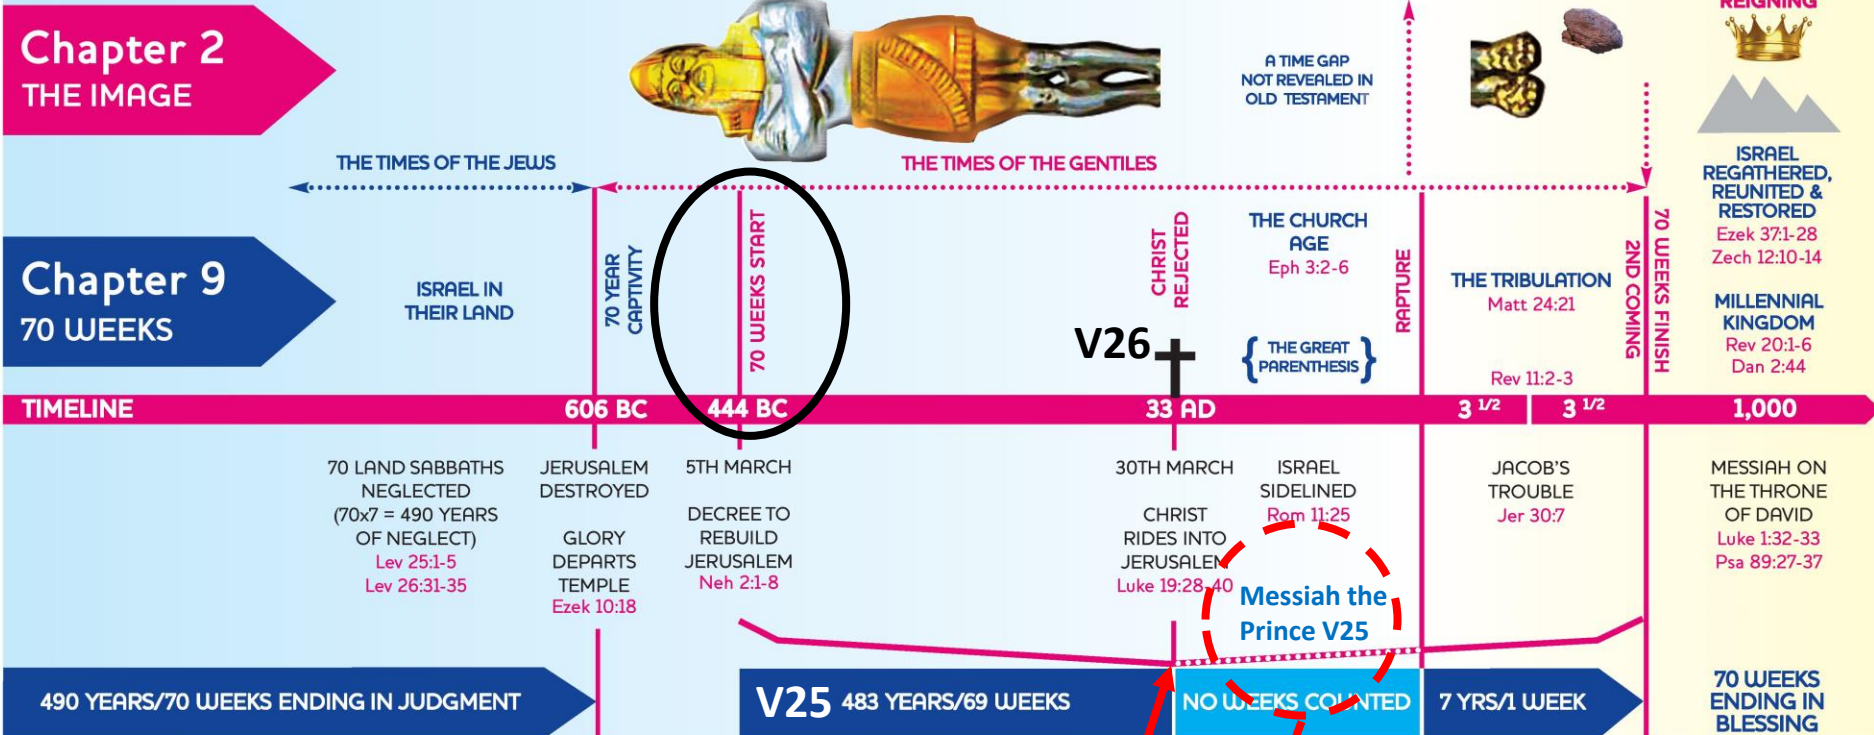 REIGNING
Chapter 2
THE IMAGE
A TIME GAP
NOT REVEALED IN
OLD TESTAMENT
THE TIMES OF THE JEWS
THE TIMES OF THE GENTILES
ISRAEL
REGATHERED,
REUNITED &
RESTORED
Ezek 37:1-28
Zech 12:10-14
MILLENNIAL
KINGDOM
Rev 20:1-6
Dan 2:44
Chapter 9
70 WEEKS
ISRAEL IN
THEIR LAND
70 YEAR
CAPTIVITY
70 WEEKS START
CHRIST
REJECTED
V26
THE CHURCH
AGE
Eph 3:2-6
{ THE GREAT
PARENTHESIS }
RAPTURE
THE TRIBULATION
Matt 24:21
Rev 11:2-3
2ND COMING
70 WEEKS FINISH
TIMELINE
606 BC
444 BC
33 AD
3 1/2
3 1/2
1,000
70 LAND SABBATHS
NEGLECTED
(70x7 = 490 YEARS
OF NEGLECT)
Lev 25:1-5
Lev 26:31-35
JERUSALEM
DESTROYED
GLORY
DEPARTS
TEMPLE
Ezek 10:18
5TH MARCH
DECREE TO
REBUILD
JERUSALEM
Neh 2:1-8
30TH MARCH
CHRIST
RIDES INTO
JERUSALEM
Luke 19:28-40
ISRAEL
SIDELINED
Rom 11:25
Messiah the
Prince V25
JACOB'S
TROUBLE
Jer 30:7
MESSIAH ON
THE THRONE
OF DAVID
Luke 1:32-33
Psa 89:27-37
490 YEARS/70 WEEKS ENDING IN JUDGMENT
V25 483 YEARS/69 WEEKS
NO WEEKS COUNTED
7 YRS/1 WEEK
70 WEEKS
ENDING IN
BLESSING